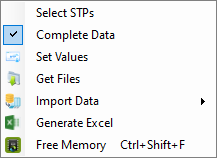 Select STPs
Complete Data
Set Values
Get Files
Import Data
Generate Excel
Free Memory Ctrl+Shift+F